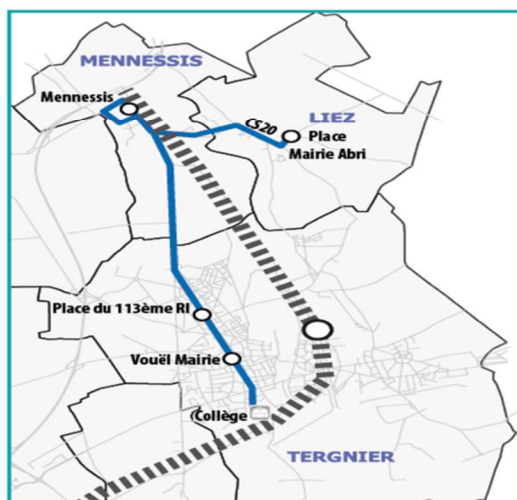 MENNESSIS
Mennessis
CS20
LIEZ
Place
Mairie Abri
Place du 113ème RI
Vouël Mairie
(Collège
TERGNIER